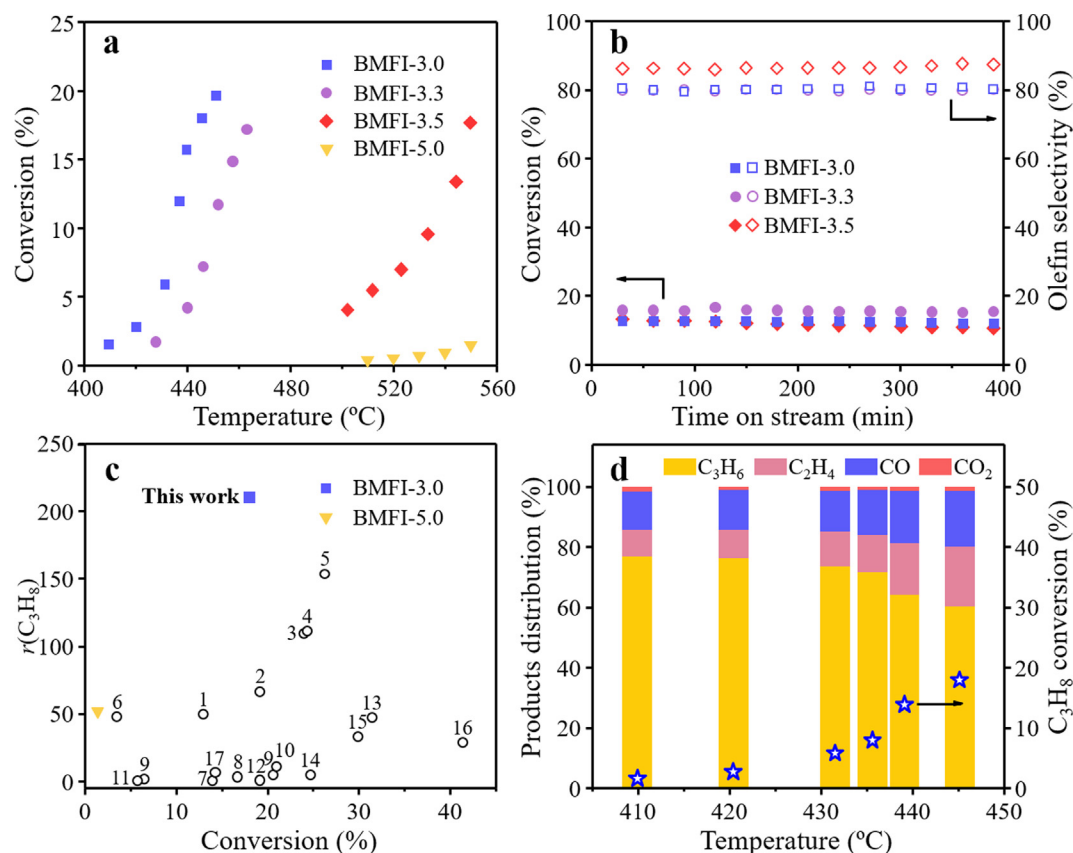 a
25
20
15
10
5
0
Conversion (%)
BMFI-3.0
BMFI-3.3
BMFI-3.5
BMFI-5.0
400
440
480
520
560
Temperature (ºC)
b
100
80
60
40
20
0
Conversion (%)
BMFI-3.0
BMFI-3.3
BMFI-3.5
100
80
60
40
20
0
Olefin selectivity (%)
0
100
200
300
400
Time on stream (min)
c
250
200
150
100
50
0
r(C₃H₈)
This work
BMFI-3.0
BMFI-5.0
5
4
3
2
1
6
13
15
16
17
8
9
10
14
11
9
7
12
0
10
20
30
40
Conversion (%)
d
C₃H₆
C₂H₄
CO
CO₂
100
80
60
40
20
0
Products distribution (%)
50
40
30
20
10
0
C₃H₈ conversion (%)
410
420
430
440
450
Temperature (ºC)